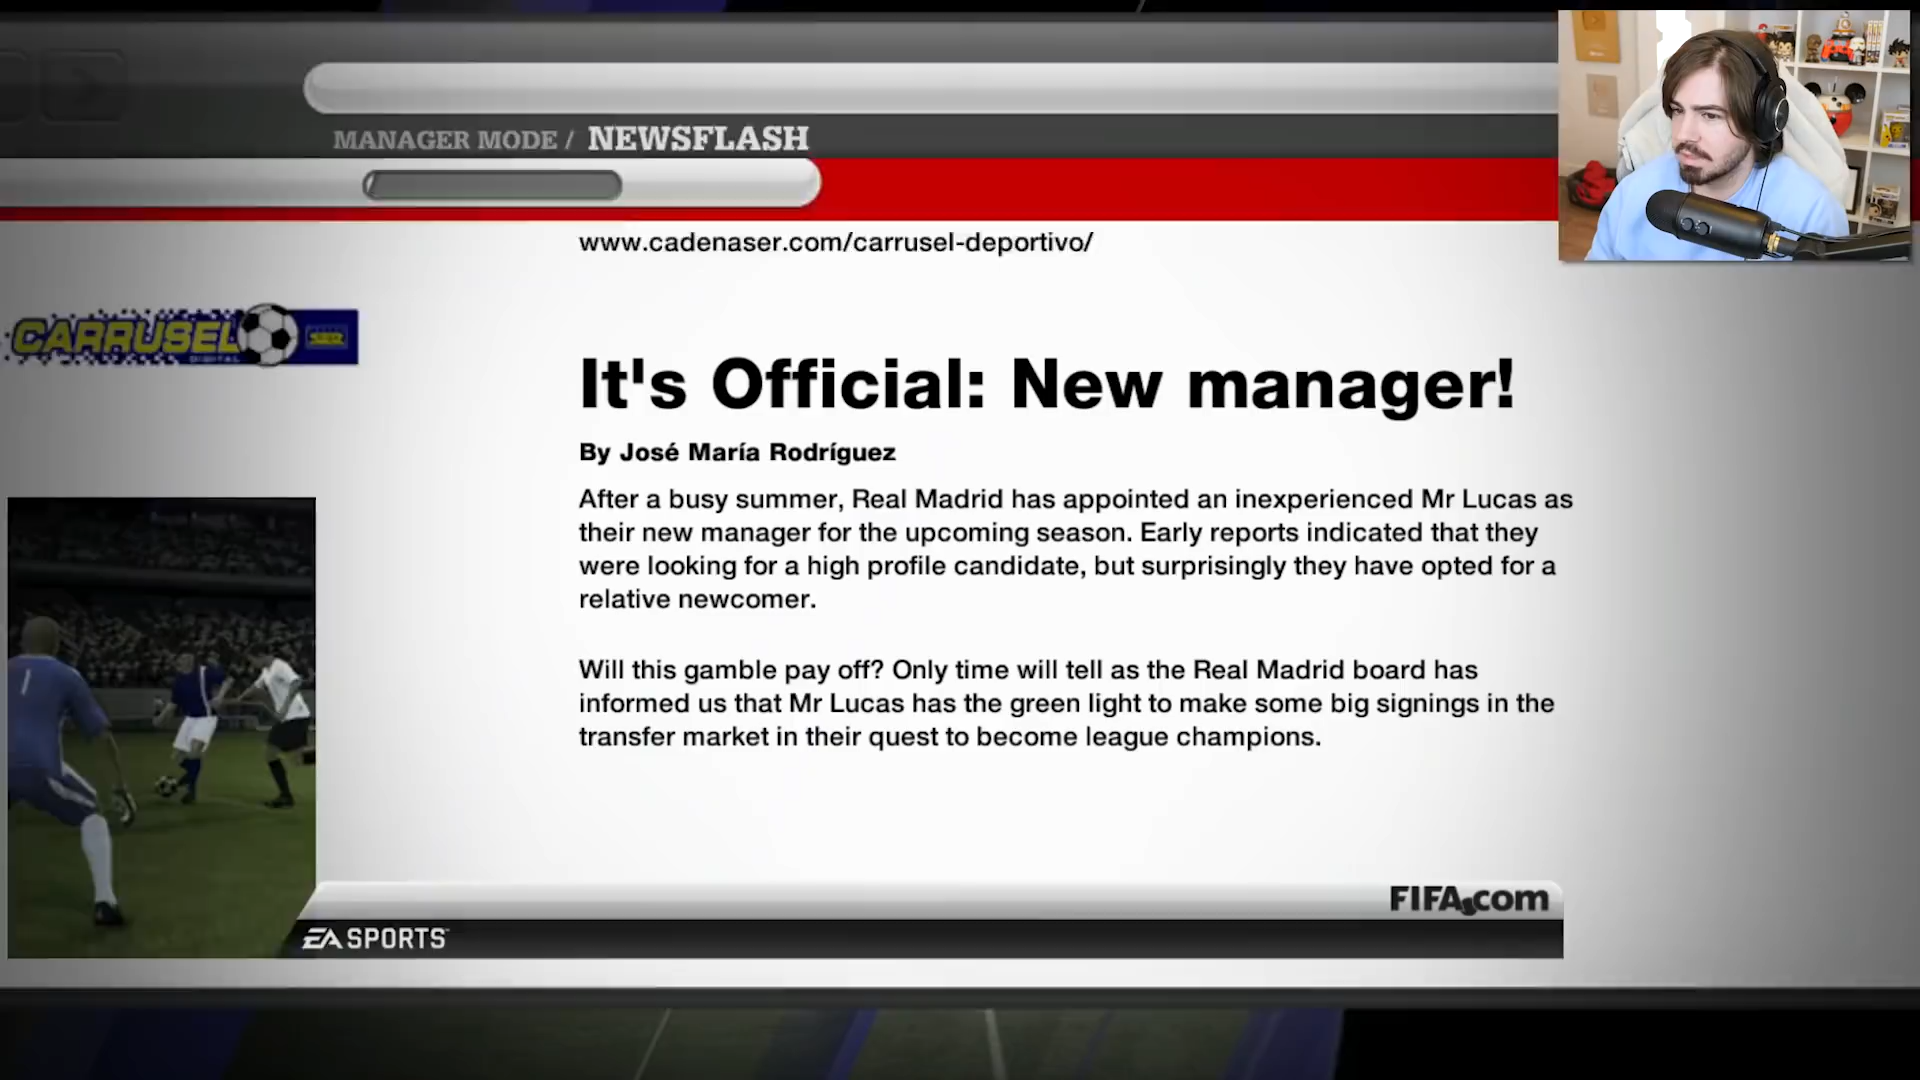 MANAGER MODE / NEWSFLASH
www.cadenaser.com/carrusel-deportivo/
CARRUSEL
DIGITAL
It's Official: New manager!
By José María Rodríguez
After a busy summer, Real Madrid has appointed an inexperienced Mr Lucas as
their new manager for the upcoming season. Early reports indicated that they
were looking for a high profile candidate, but surprisingly they have opted for a
relative newcomer.
Will this gamble pay off? Only time will tell as the Real Madrid board has
informed us that Mr Lucas has the green light to make some big signings in the
transfer market in their quest to become league champions.
1
FIFA.com
EA SPORTS